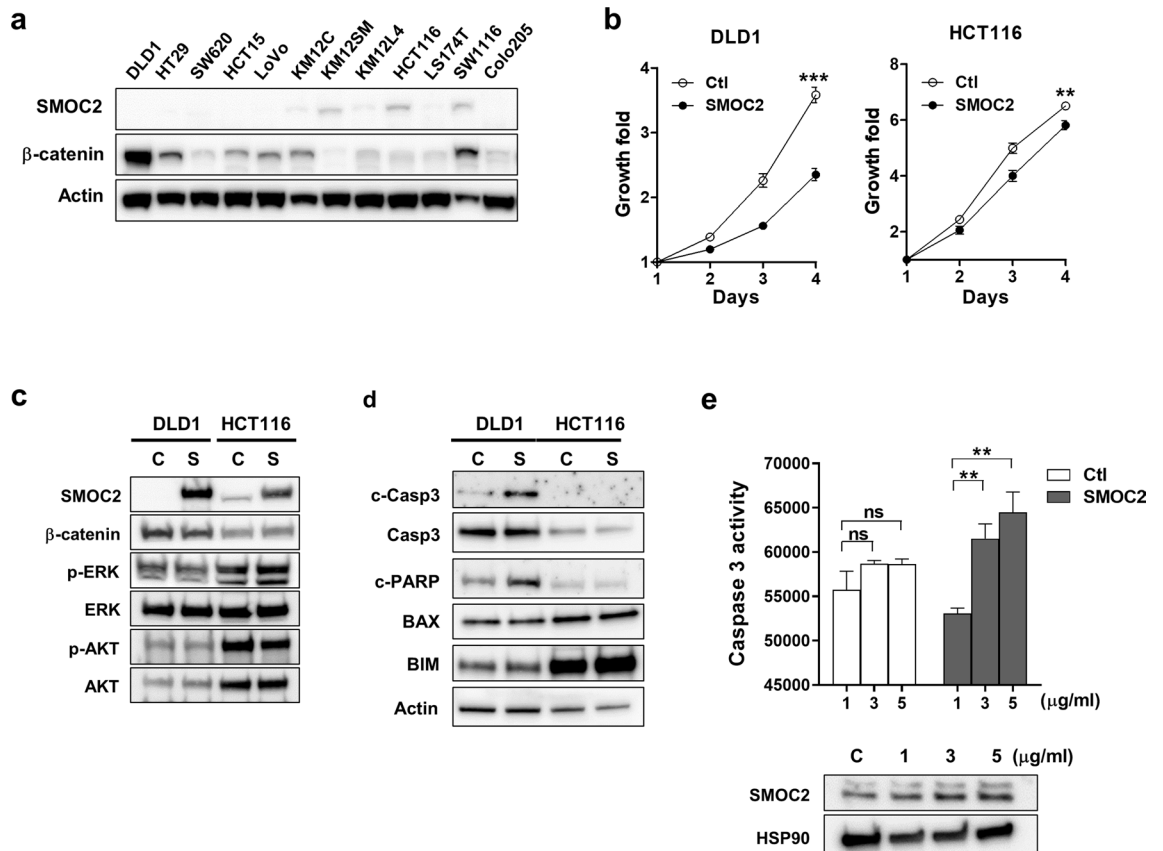 a
DLD1 HT29 SW620 HCT15 LoVo KM12C KM12SM KM12L4 HCT116 LS174T SW1116 Colo205
SMOC2
β-catenin
Actin
b
DLD1
Ctl
SMOC2
***
Growth fold
4
3
2
1
1 2 3 4
Days
HCT116
Ctl
SMOC2
**
Growth fold
8
6
4
2
1 2 3 4
Days
c
DLD1 HCT116
C S C S
SMOC2
β-catenin
p-ERK
ERK
p-AKT
AKT
d
DLD1 HCT116
C S C S
c-Casp3
Casp3
c-PARP
BAX
BIM
Actin
e
Caspase 3 activity
70000
65000
60000
55000
50000
45000
ns
ns
**
**
Ctl
SMOC2
1 3 5 1 3 5 (μg/ml)
C 1 3 5 (μg/ml)
SMOC2
HSP90